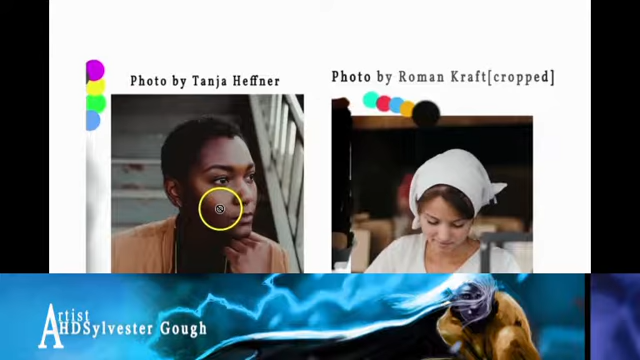 Photo by Tanja Heffner
Photo by Roman Kraft[cropped]
Artist
AHDSylvester Gough